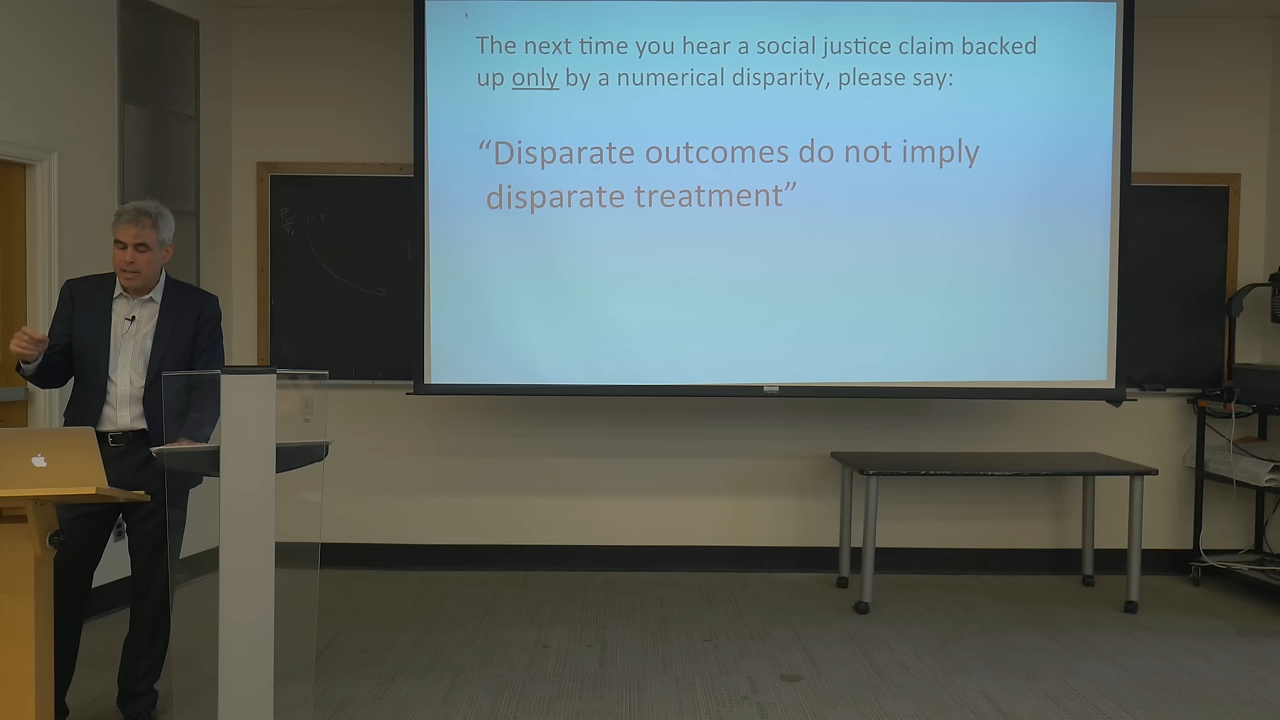 The next time you hear a social justice claim backed
up only by a numerical disparity, please say:
“Disparate outcomes do not imply
disparate treatment”